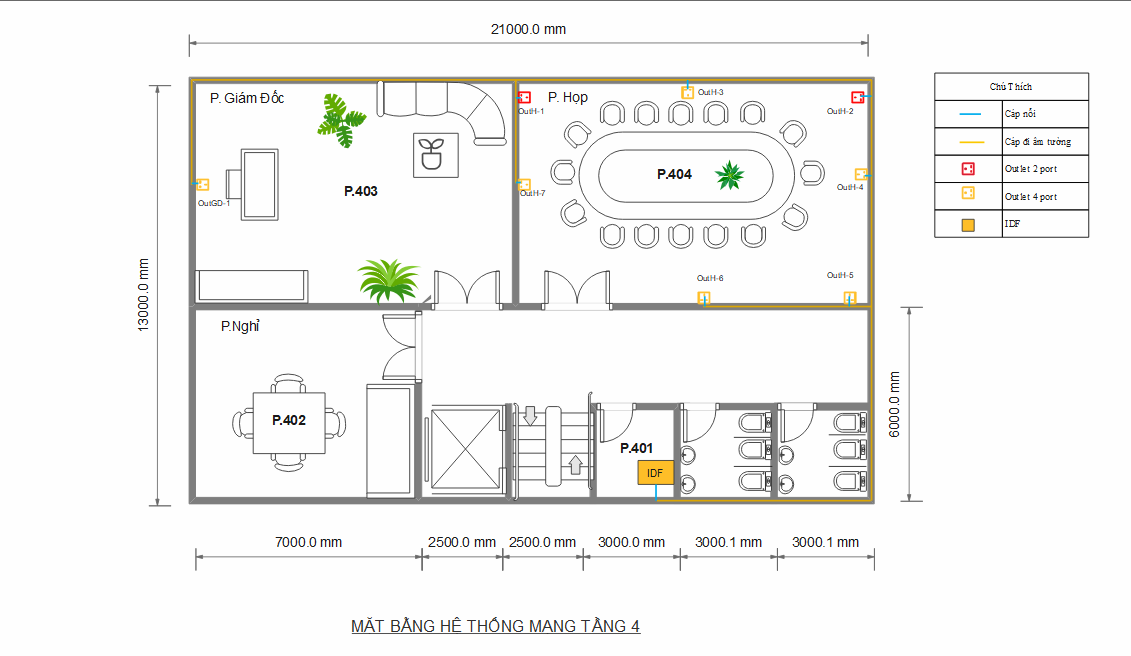 21000.0 mm
P. Giám Đốc
OutH-1
P. Họp
OutH-3
OutH-2
Chú Thích
Cáp nối
Cáp đi âm tường
Outlet 2 port
Outlet 4 port
IDF
P.403
P.404
OutGD-1
OutH-7
OutH-4
13000.0 mm
OutH-6
OutH-5
P.Nghỉ
P.402
P.401
IDF
6000.0 mm
7000.0 mm
2500.0 mm
2500.0 mm
3000.0 mm
3000.1 mm
3000.1 mm
MẶT BẰNG HỆ THỐNG MẠNG TẦNG 4